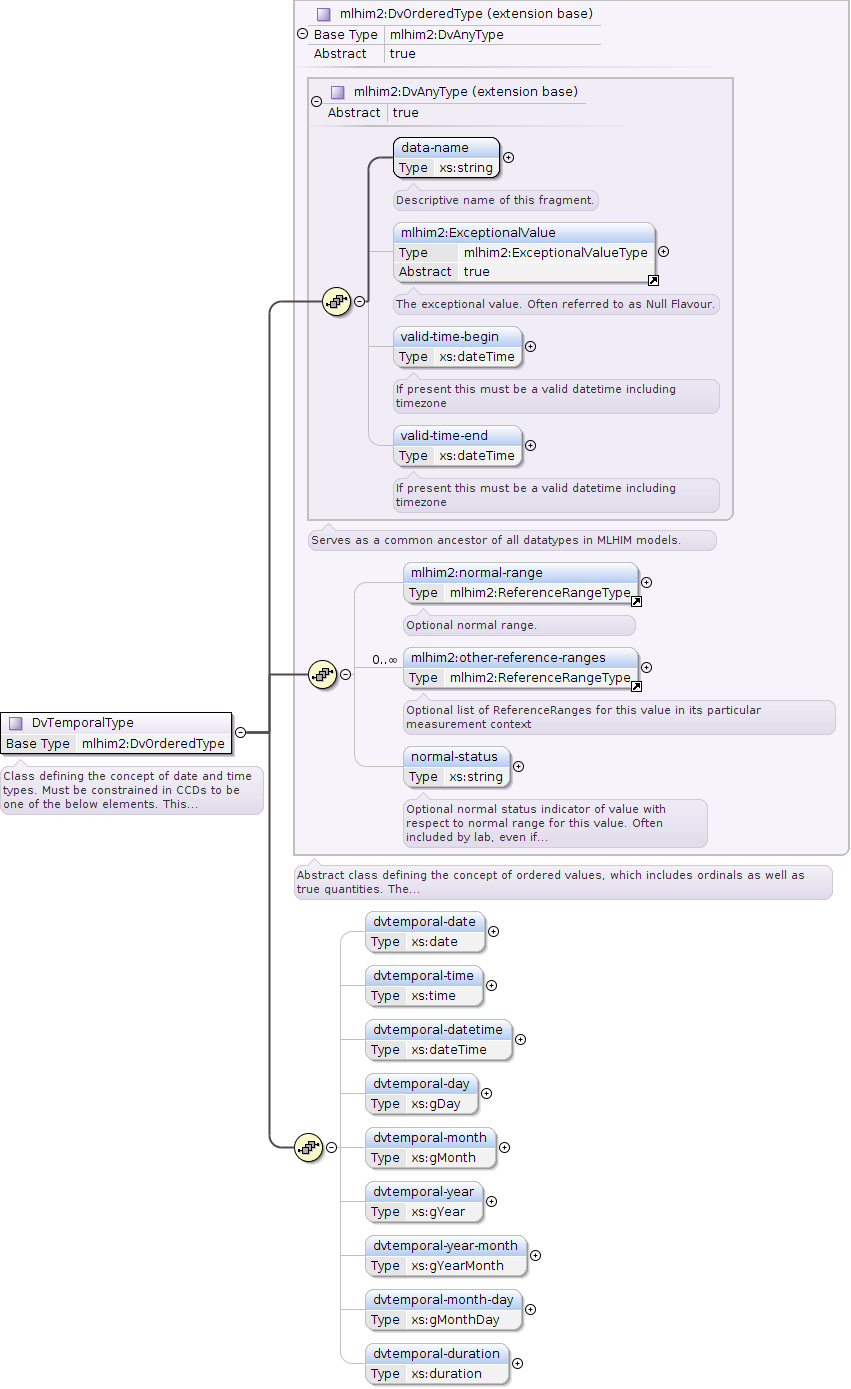 mlhim2:DvOrderedType (extension base)
Base Type mlhim2:DvAnyType
Abstract true
mlhim2:DvAnyType (extension base)
Abstract true
data-name
Type xs:string
Descriptive name of this fragment.
mlhim2:ExceptionalValue
Type mlhim2:ExceptionalValueType
Abstract true
The exceptional value. Often referred to as Null Flavour.
valid-time-begin
Type xs:dateTime
If present this must be a valid datetime including
timezone
valid-time-end
Type xs:dateTime
If present this must be a valid datetime including
timezone
Serves as a common ancestor of all datatypes in MLHIM models.
mlhim2:normal-range
Type mlhim2:ReferenceRangeType
Optional normal range.
0..∞
mlhim2:other-reference-ranges
Type mlhim2:ReferenceRangeType
Optional list of ReferenceRanges for this value in its particular
measurement context
normal-status
Type xs:string
Optional normal status indicator of value with
respect to normal range for this value. Often
included by lab, even if...
DvTemporalType
Base Type mlhim2:DvOrderedType
Class defining the concept of date and time
types. Must be constrained in CCDs to be
one of the below elements. This...
Abstract class defining the concept of ordered values, which includes ordinals as well as
true quantities. The...
dvtemporal-date
Type xs:date
dvtemporal-time
Type xs:time
dvtemporal-datetime
Type xs:dateTime
dvtemporal-day
Type xs:gDay
dvtemporal-month
Type xs:gMonth
dvtemporal-year
Type xs:gYear
dvtemporal-year-month
Type xs:gYearMonth
dvtemporal-month-day
Type xs:gMonthDay
dvtemporal-duration
Type xs:duration